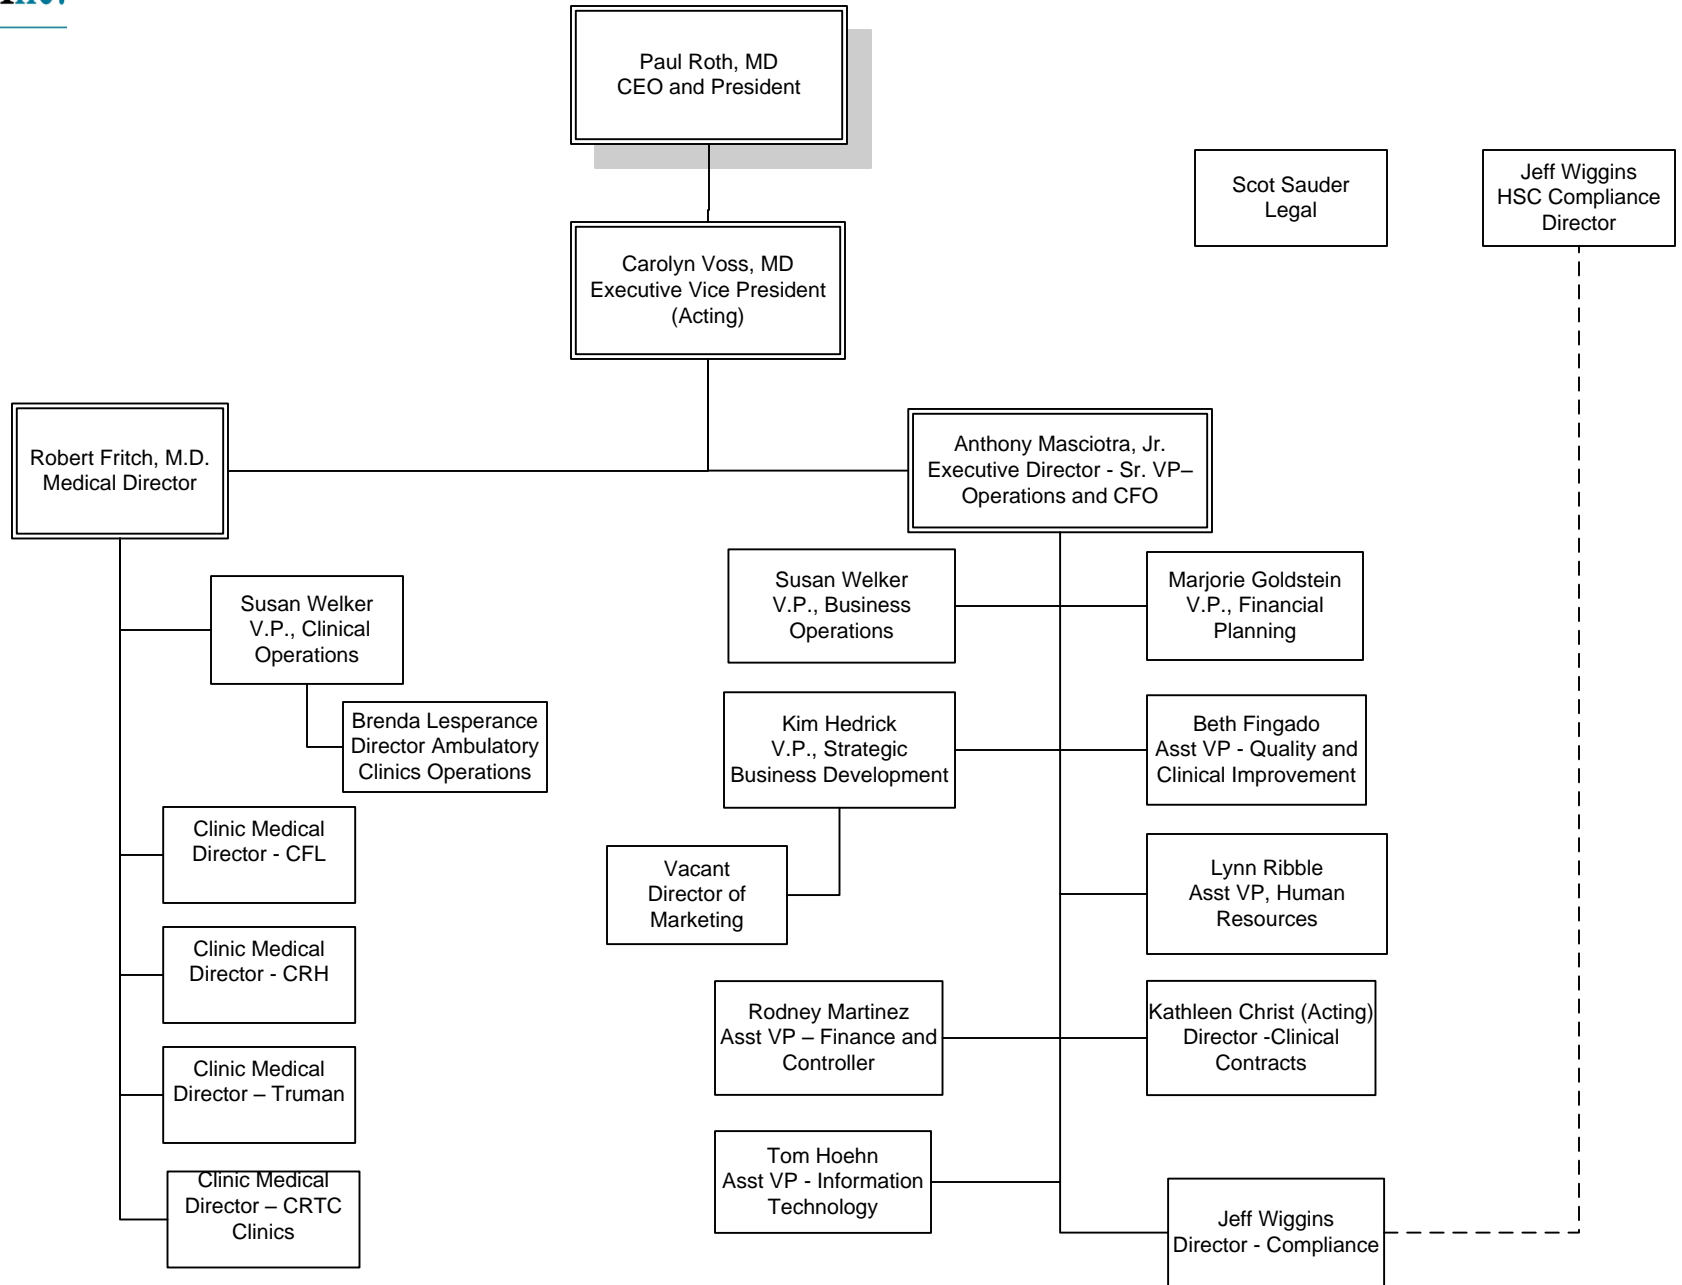 Paul Roth, MD
CEO and President
Scot Sauder
Legal
Jeff Wiggins
HSC Compliance
Director
Carolyn Voss, MD
Executive Vice President
(Acting)
Robert Fritch, M.D.
Medical Director
Anthony Masciotra, Jr.
Executive Director - Sr. VP–
Operations and CFO
Susan Welker
V.P., Clinical
Operations
Brenda Lesperance
Director Ambulatory
Clinics Operations
Clinic Medical
Director - CFL
Clinic Medical
Director - CRH
Clinic Medical
Director – Truman
Clinic Medical
Director – CRTC
Clinics
Susan Welker
V.P., Business
Operations
Marjorie Goldstein
V.P., Financial
Planning
Kim Hedrick
V.P., Strategic
Business Development
Beth Fingado
Asst VP - Quality and
Clinical Improvement
Vacant
Director of
Marketing
Lynn Ribble
Asst VP, Human
Resources
Rodney Martinez
Asst VP – Finance and
Controller
Kathleen Christ (Acting)
Director -Clinical
Contracts
Tom Hoehn
Asst VP - Information
Technology
Jeff Wiggins
Director - Compliance